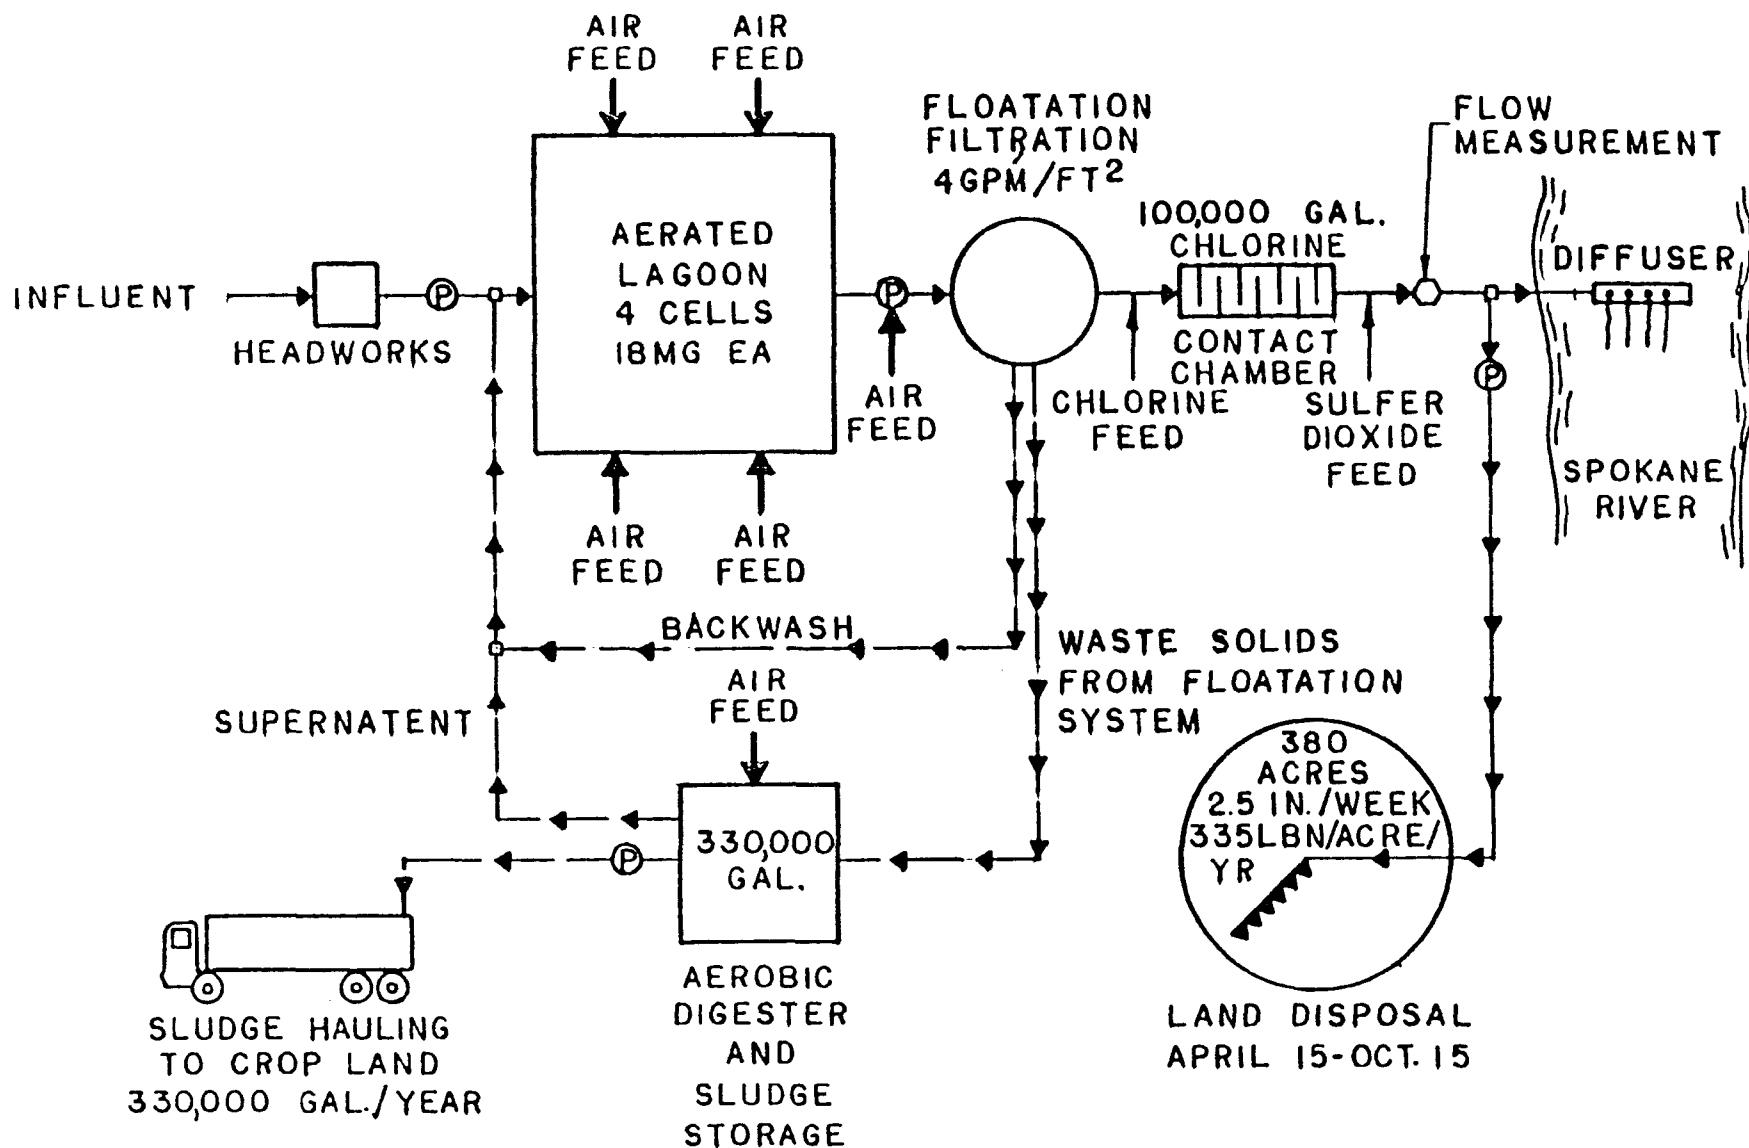 AIR
FEED
AIR
FEED
FLOATATION
FILTRATION
4GPM/FT2
FLOW
MEASUREMENT
100,000 GAL.
CHLORINE
CONTACT
CHAMBER
DIFFUSER
INFLUENT
HEADWORKS
P
AERATED
LAGOON
4 CELLS
18MG EA
P
AIR
FEED
CHLORINE
FEED
SULFER
DIOXIDE
FEED
P
SPOKANE
RIVER
AIR
FEED
AIR
FEED
BACKWASH
WASTE SOLIDS
FROM FLOATATION
SYSTEM
SUPERNATENT
AIR
FEED
380
ACRES
2.5 IN./WEEK
335LBN/ACRE/
YR
330,000
GAL.
P
SLUDGE HAULING
TO CROP LAND
330,000 GAL./YEAR
AEROBIC
DIGESTER
AND
SLUDGE
STORAGE
LAND DISPOSAL
APRIL 15-OCT. 15